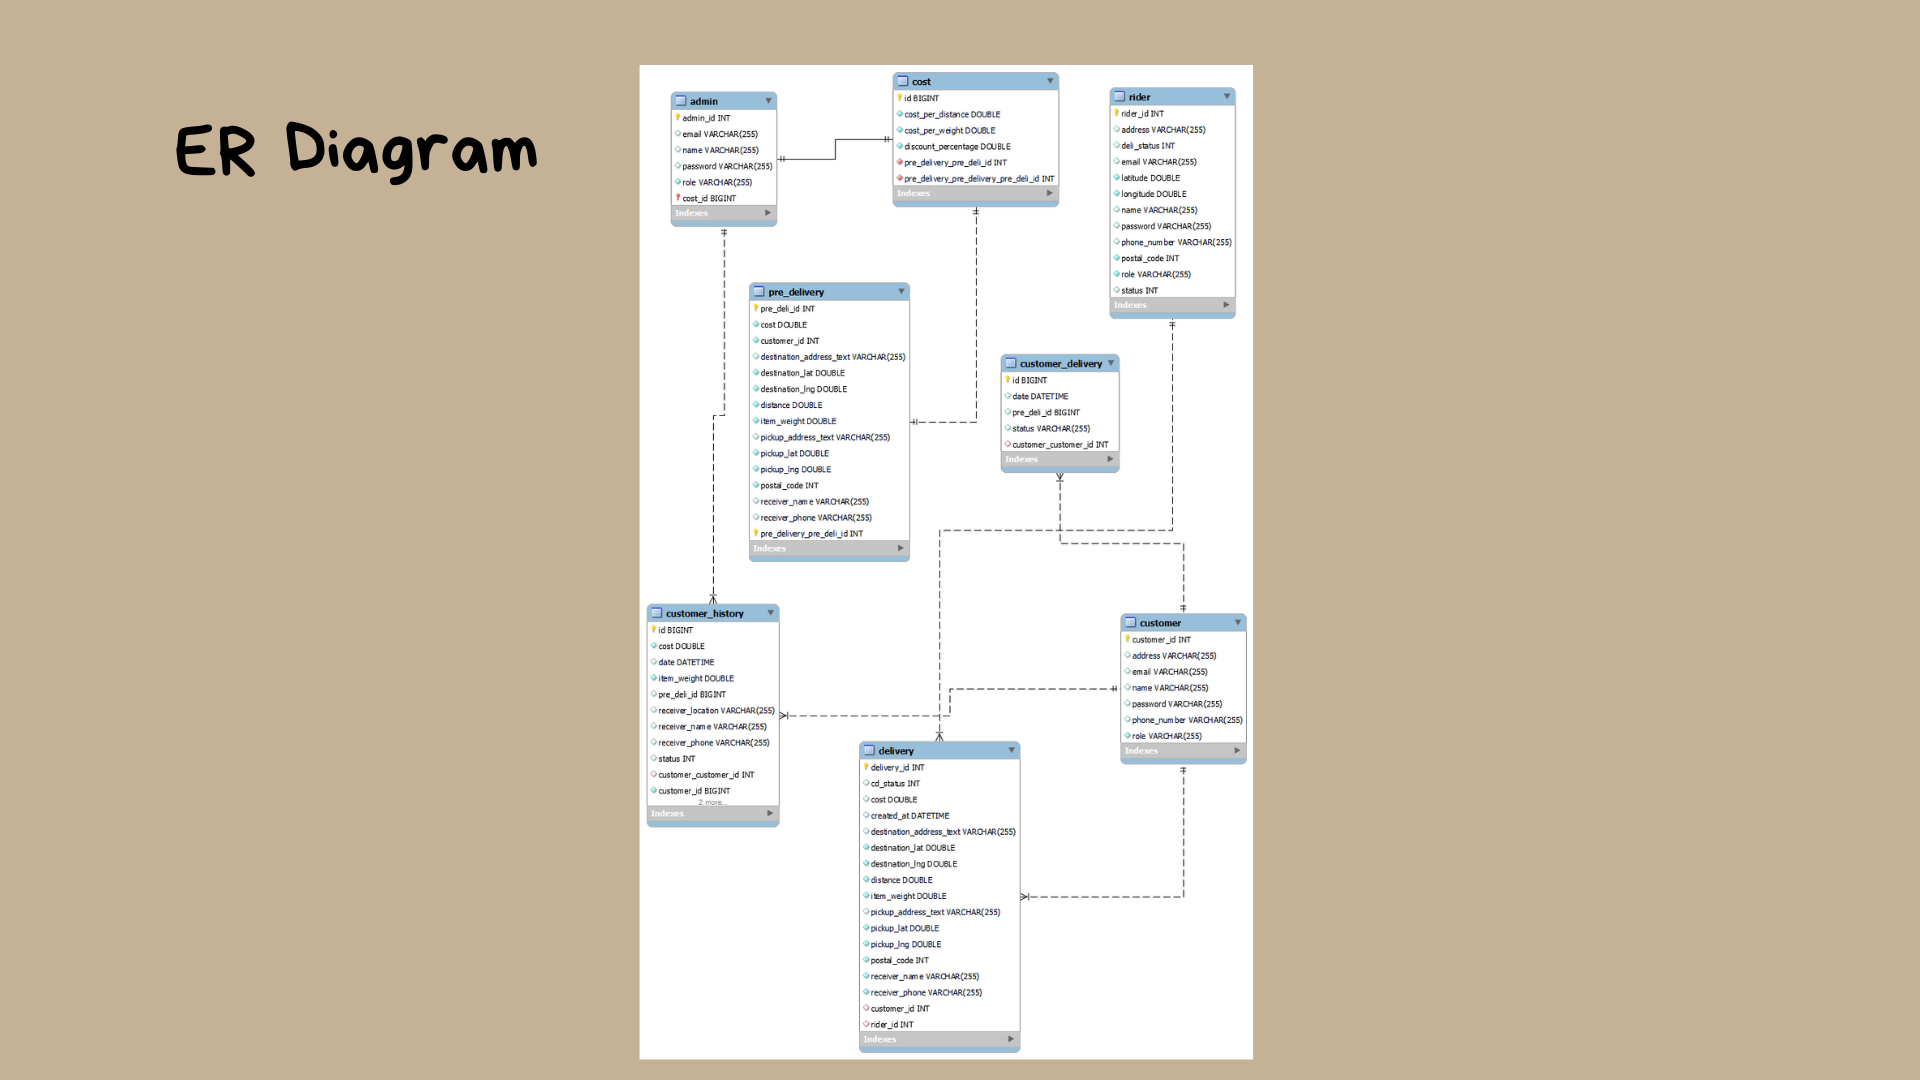 ER Diagram
admin
admin_id INT
email VARCHAR(255)
name VARCHAR(255)
password VARCHAR(255)
role VARCHAR(255)
cost_id BIGINT
Indexes
cost
id BIGINT
cost_per_distance DOUBLE
cost_per_weight DOUBLE
discount_percentage DOUBLE
pre_delivery_pre_deli_id INT
pre_delivery_pre_delivery_pre_deli_id INT
Indexes
rider
rider_id INT
address VARCHAR(255)
deli_status INT
email VARCHAR(255)
latitude DOUBLE
longitude DOUBLE
name VARCHAR(255)
password VARCHAR(255)
phone_number VARCHAR(255)
postal_code INT
role VARCHAR(255)
status INT
Indexes
pre_delivery
pre_deli_id INT
cost DOUBLE
customer_id INT
destination_address_text VARCHAR(255)
destination_lat DOUBLE
destination_lng DOUBLE
distance DOUBLE
item_weight DOUBLE
pickup_address_text VARCHAR(255)
pickup_lat DOUBLE
pickup_lng DOUBLE
postal_code INT
receiver_name VARCHAR(255)
receiver_phone VARCHAR(255)
pre_delivery_pre_deli_id INT
Indexes
customer_delivery
id BIGINT
date DATETIME
pre_deli_id BIGINT
status VARCHAR(255)
customer_customer_id INT
Indexes
customer_history
id BIGINT
cost DOUBLE
date DATETIME
item_weight DOUBLE
pre_deli_id BIGINT
receiver_location VARCHAR(255)
receiver_name VARCHAR(255)
receiver_phone VARCHAR(255)
status INT
customer_customer_id INT
customer_id BIGINT
2 more...
Indexes
customer
customer_id INT
address VARCHAR(255)
email VARCHAR(255)
name VARCHAR(255)
password VARCHAR(255)
phone_number VARCHAR(255)
role VARCHAR(255)
Indexes
delivery
delivery_id INT
cd_status INT
cost DOUBLE
created_at DATETIME
destination_address_text VARCHAR(255)
destination_lat DOUBLE
destination_lng DOUBLE
distance DOUBLE
item_weight DOUBLE
pickup_address_text VARCHAR(255)
pickup_lat DOUBLE
pickup_lng DOUBLE
postal_code INT
receiver_name VARCHAR(255)
receiver_phone VARCHAR(255)
customer_id INT
rider_id INT
Indexes